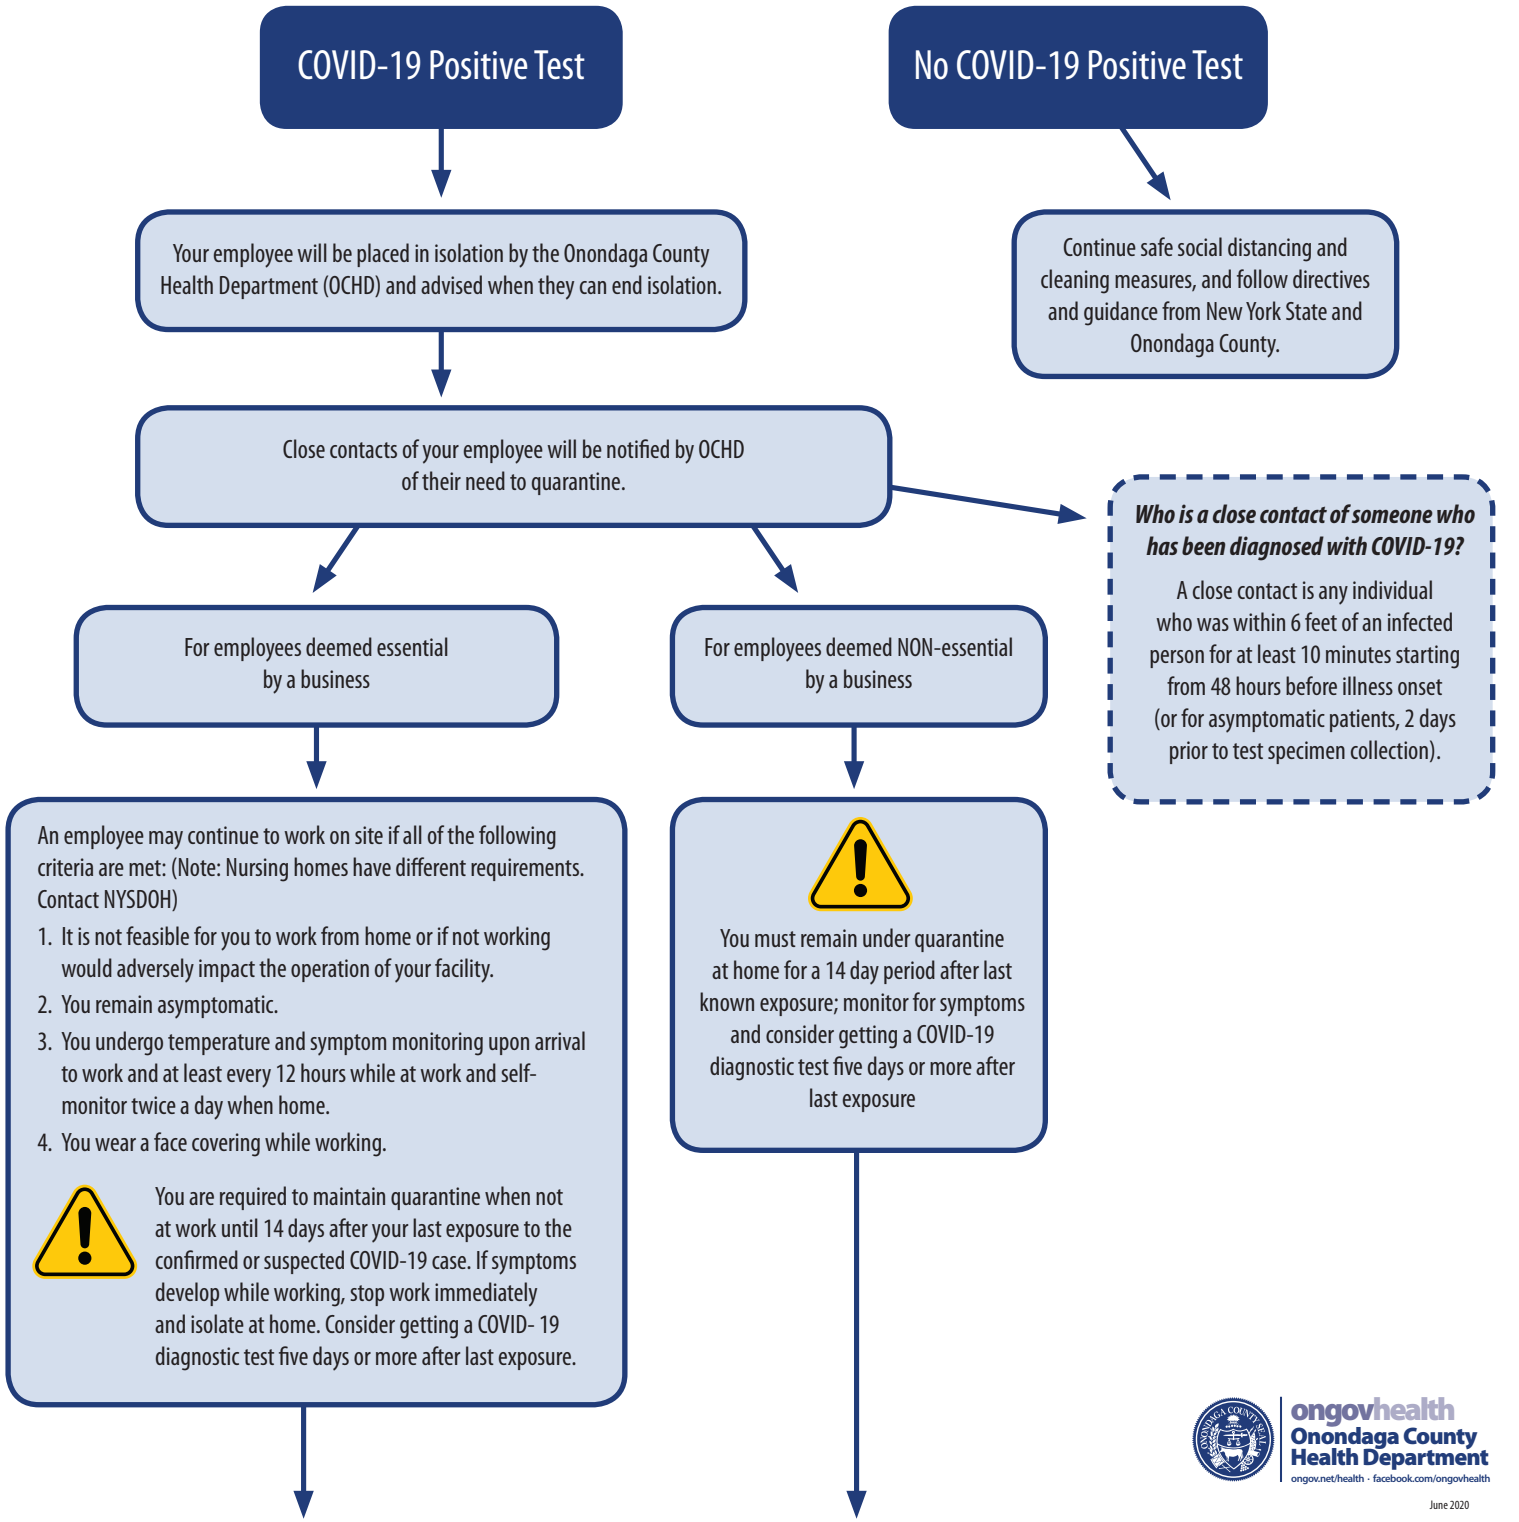 COVID-19 Positive Test
No COVID-19 Positive Test
Your employee will be placed in isolation by the Onondaga County
Health Department (OCHD) and advised when they can end isolation.
Continue safe social distancing and
cleaning measures, and follow directives
and guidance from New York State and
Onondaga County.
Close contacts of your employee will be notified by OCHD
of their need to quarantine.
Who is a close contact of someone who
has been diagnosed with COVID-19?
A close contact is any individual
who was within 6 feet of an infected
person for at least 10 minutes starting
from 48 hours before illness onset
(or for asymptomatic patients, 2 days
prior to test specimen collection).
For employees deemed essential
by a business
For employees deemed NON-essential
by a business
An employee may continue to work on site if all of the following
criteria are met: (Note: Nursing homes have different requirements.
Contact NYSDOH)
1. It is not feasible for you to work from home or if not working
would adversely impact the operation of your facility.
2. You remain asymptomatic.
3. You undergo temperature and symptom monitoring upon arrival
to work and at least every 12 hours while at work and self-
monitor twice a day when home.
4. You wear a face covering while working.
You are required to maintain quarantine when not
at work until 14 days after your last exposure to the
confirmed or suspected COVID-19 case. If symptoms
develop while working, stop work immediately
and isolate at home. Consider getting a COVID- 19
diagnostic test five days or more after last exposure.
You must remain under quarantine
at home for a 14 day period after last
known exposure; monitor for symptoms
and consider getting a COVID-19
diagnostic test five days or more after
last exposure
ONONDAGA COUNTY SEAL
ongovhealth
Onondaga County
Health Department
ongov.net/health · facebook.com/ongovhealth
June 2020